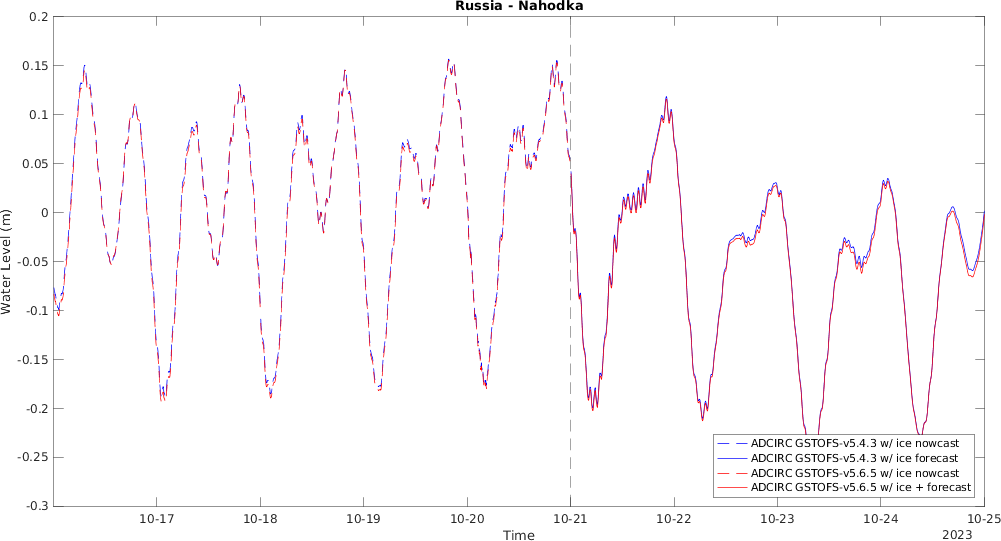 Russia - Nahodka
Water Level (m)
0.2
0.15
0.1
0.05
0
-0.05
-0.1
-0.15
-0.2
-0.25
-0.3
ADCIRC GSTOFS-v5.4.3 w/ ice nowcast
ADCIRC GSTOFS-v5.4.3 w/ ice forecast
ADCIRC GSTOFS-v5.6.5 w/ ice nowcast
ADCIRC GSTOFS-v5.6.5 w/ ice + forecast
10-17 10-18 10-19 10-20 10-21 10-22 10-23 10-24 10-25
Time
2023